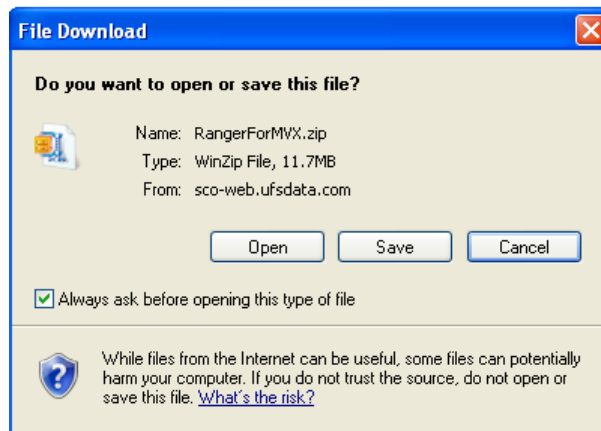 File Download
Do you want to open or save this file?
Name: RangerForMVX.zip
Type: WinZip File, 11.7MB
From: sco-web.ufsdata.com
Open Save Cancel
Always ask before opening this type of file
While files from the Internet can be useful, some files can potentially
harm your computer. If you do not trust the source, do not open or
save this file. What's the risk?